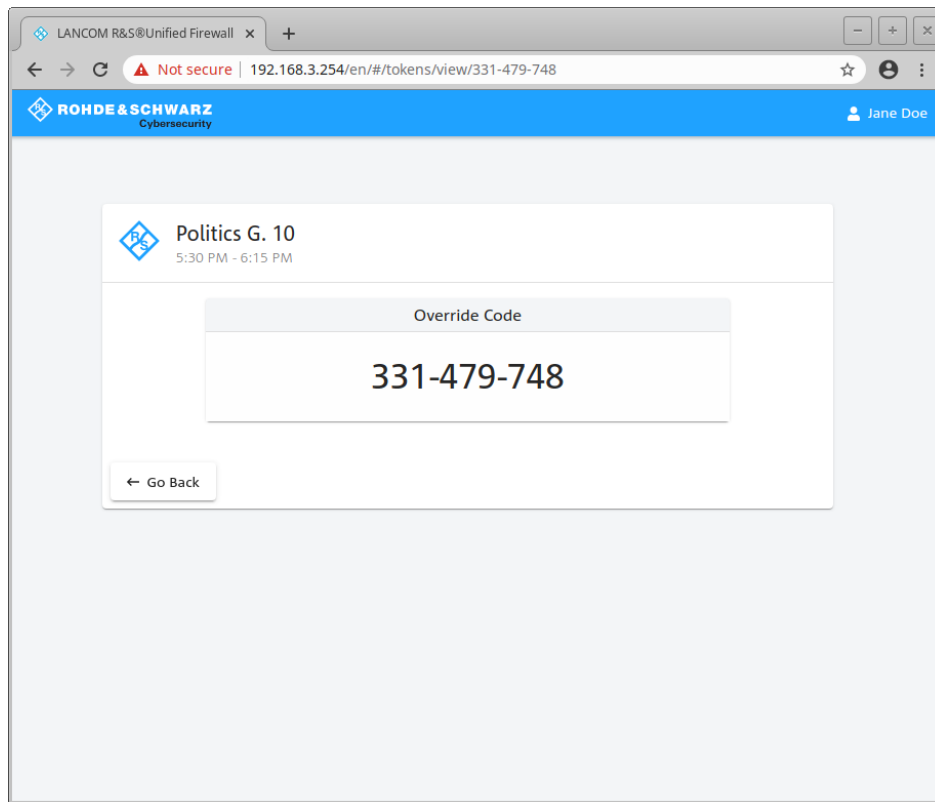 LANCOM R&S®Unified Firewall
Not secure | 192.168.3.254/en/#/tokens/view/331-479-748
ROHDE&SCHWARZ
Cybersecurity
Jane Doe
R S
Politics G. 10
5:30 PM - 6:15 PM
Override Code
331-479-748
← Go Back